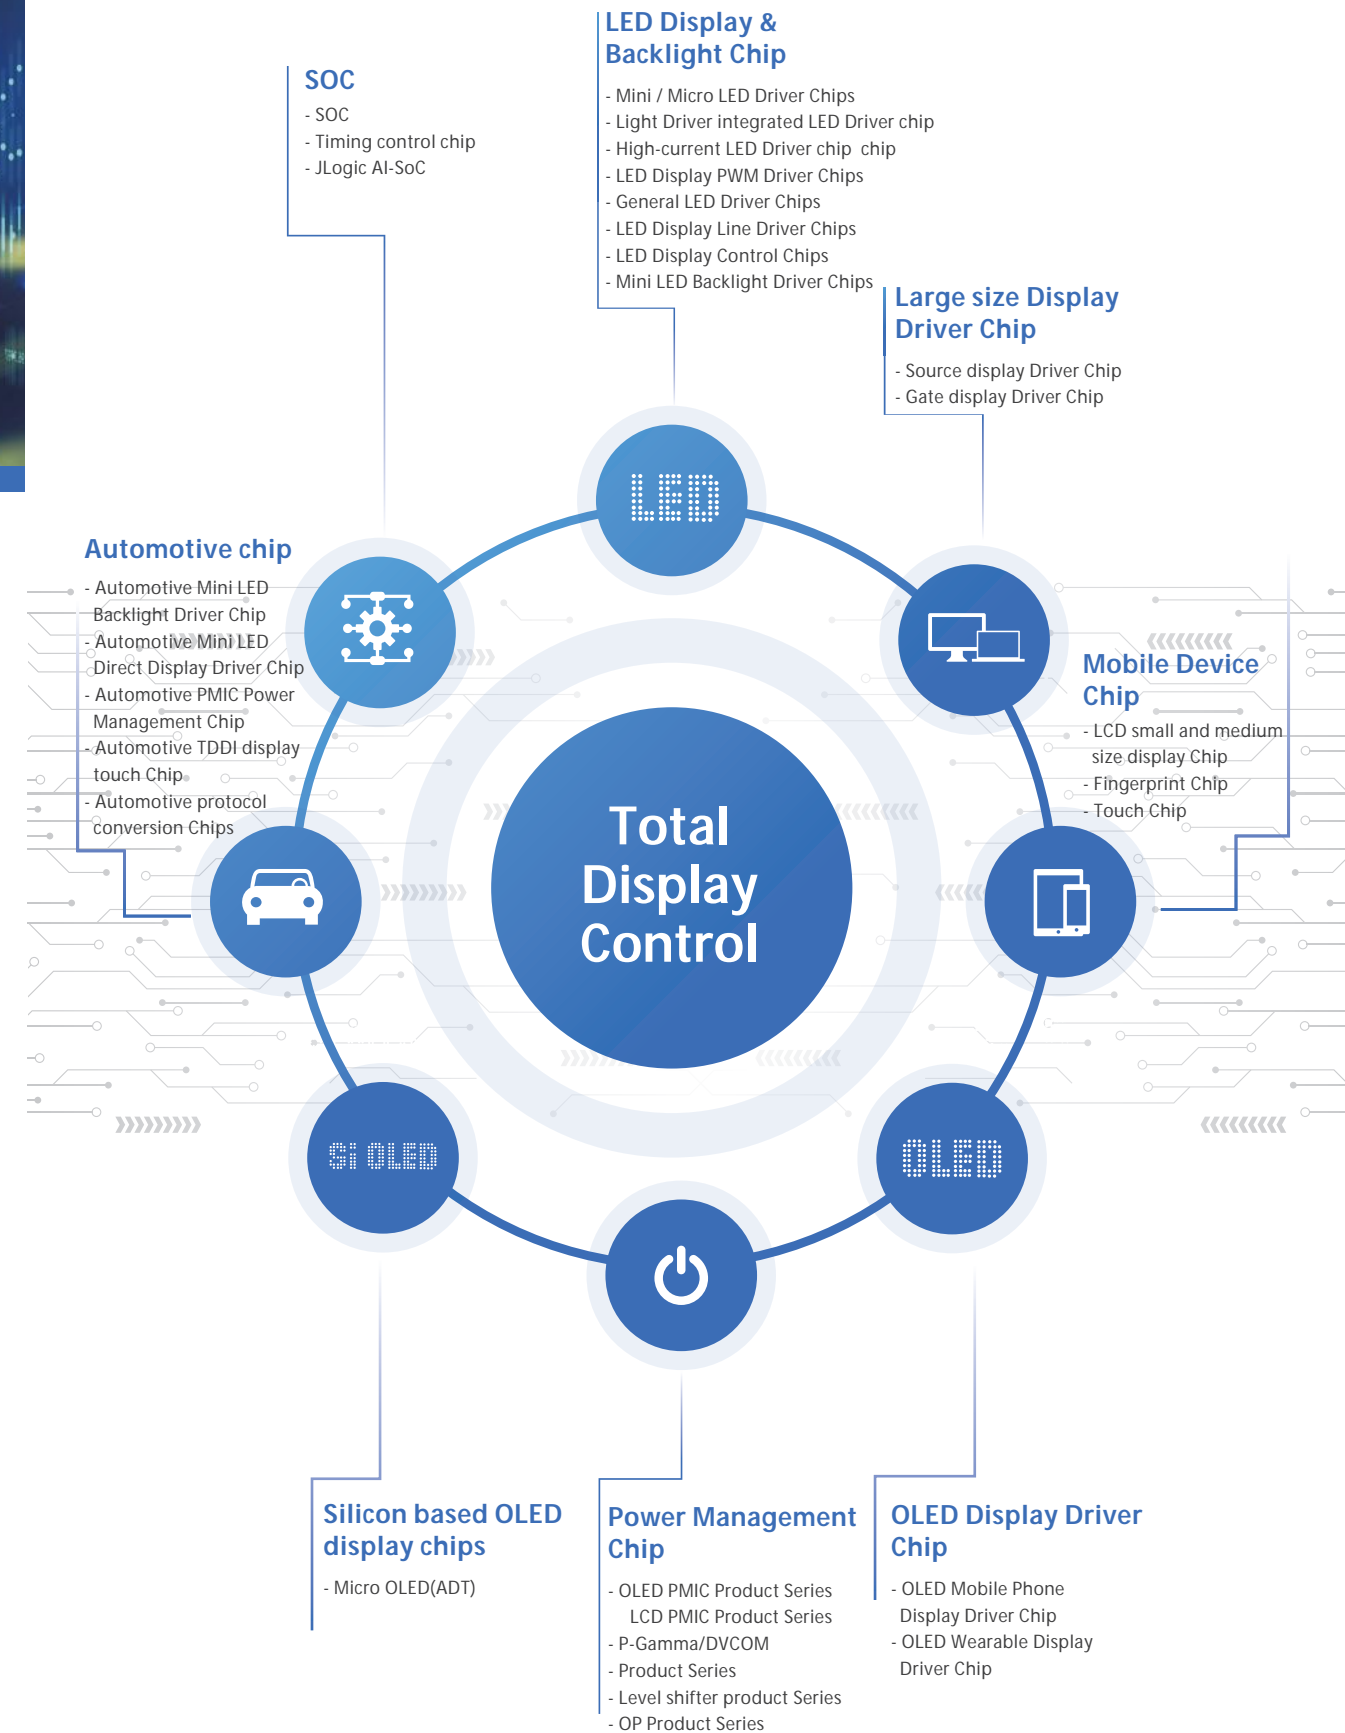 LED Display &
Backlight Chip
- Mini / Micro LED Driver Chips
- Light Driver integrated LED Driver chip
- High-current LED Driver chip  chip
- LED Display PWM Driver Chips
- General LED Driver Chips
- LED Display Line Driver Chips
- LED Display Control Chips
- Mini LED Backlight Driver Chips
SOC
- SOC
- Timing control chip
- JLogic AI-SoC
Large size Display
Driver Chip
- Source display Driver Chip
- Gate display Driver Chip
LED
Automotive chip
- Automotive Mini LED
Backlight Driver Chip
- Automotive Mini LED
Direct Display Driver Chip
- Automotive PMIC Power
Management Chip
- Automotive TDDI display
touch Chip
- Automotive protocol
conversion Chips
Mobile Device
Chip
- LCD small and medium
size display Chip
- Fingerprint Chip
- Touch Chip
Total
Display
Control
Si OLED
OLED
Silicon based OLED
display chips
- Micro OLED(ADT)
Power Management
Chip
- OLED PMIC Product Series
LCD PMIC Product Series
- P-Gamma/DVCOM
- Product Series
- Level shifter product Series
- OP Product Series
OLED Display Driver
Chip
- OLED Mobile Phone
Display Driver Chip
- OLED Wearable Display
Driver Chip